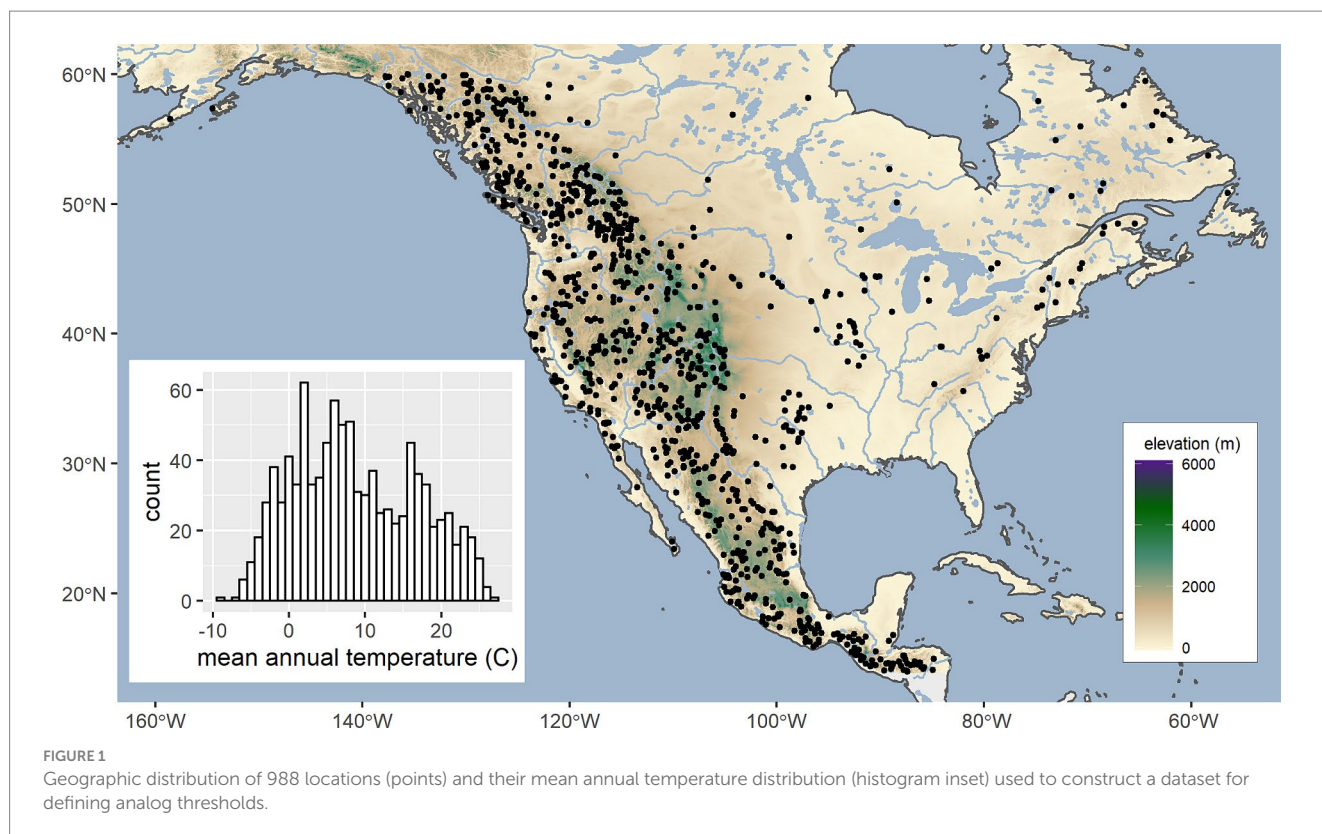 60°N
50°N
40°N
30°N
20°N
60
40
20
0
count
-10 0 10 20
mean annual temperature (C)
elevation (m)
6000
4000
2000
0
160°W 140°W 120°W 100°W 80°W 60°W
FIGURE 1
Geographic distribution of 988 locations (points) and their mean annual temperature distribution (histogram inset) used to construct a dataset for
defining analog thresholds.